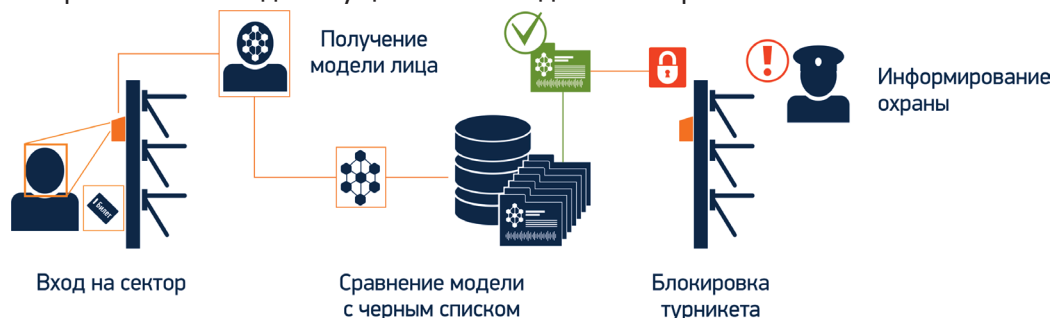 Получение
модели лица
Информирование
охраны
Билет
Вход на сектор
Сравнение модели
с черным списком
Блокировка
турникета